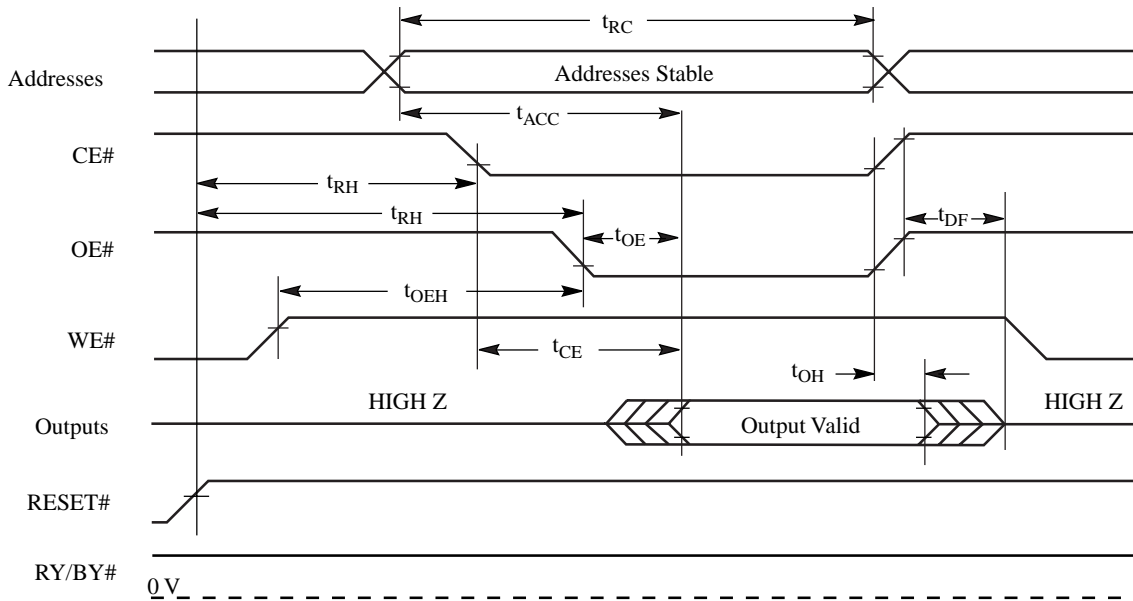 tRC
Addresses
Addresses Stable
tACC
CE#
tRH
tRH
tDF
OE#
tOE
tOEH
WE#
tCE
tOH
HIGH Z
HIGH Z
Outputs
Output Valid
RESET#
RY/BY#
0 V